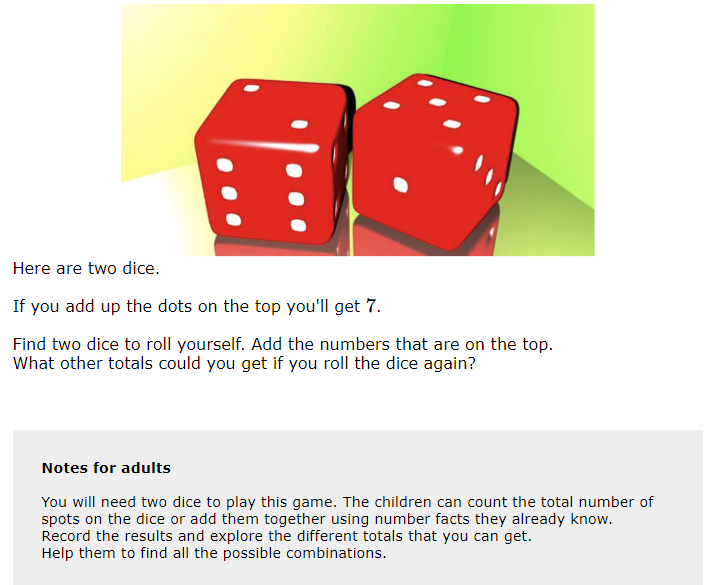 Here are two dice.
If you add up the dots on the top you'll get 7.
Find two dice to roll yourself. Add the numbers that are on the top.
What other totals could you get if you roll the dice again?
Notes for adults
You will need two dice to play this game. The children can count the total number of
spots on the dice or add them together using number facts they already know.
Record the results and explore the different totals that you can get.
Help them to find all the possible combinations.